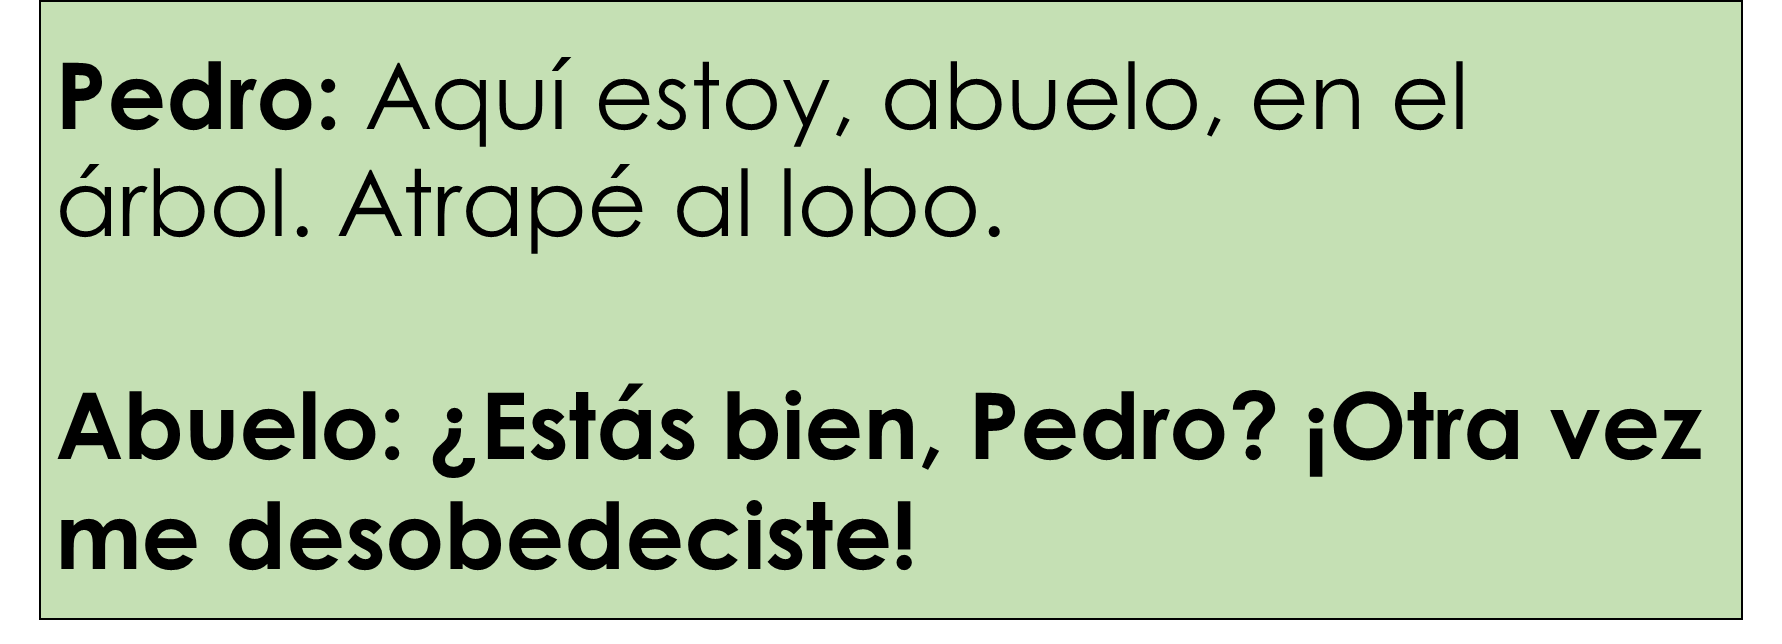 Pedro: Aquí estoy, abuelo, en el
árbol. Atrapé al lobo.
Abuelo: ¿Estás bien, Pedro? ¡Otra vez
me desobedeciste!